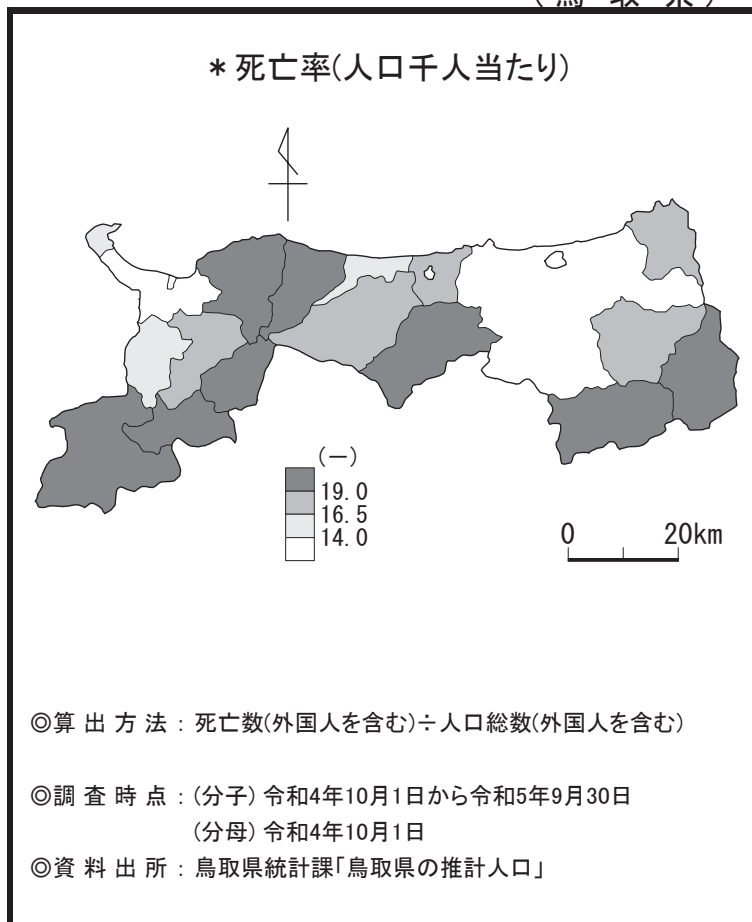 (鳥 取 県)
* 死亡率(人口千人当たり)
(ー)
19.0
16.5
14.0
0 20km
◎算 出 方 法 : 死亡数(外国人を含む)÷人口総数(外国人を含む)
◎調 査 時 点 : (分子) 令和4年10月1日から令和5年9月30日
(分母) 令和4年10月1日
◎資 料 出 所 : 鳥取県統計課「鳥取県の推計人口」